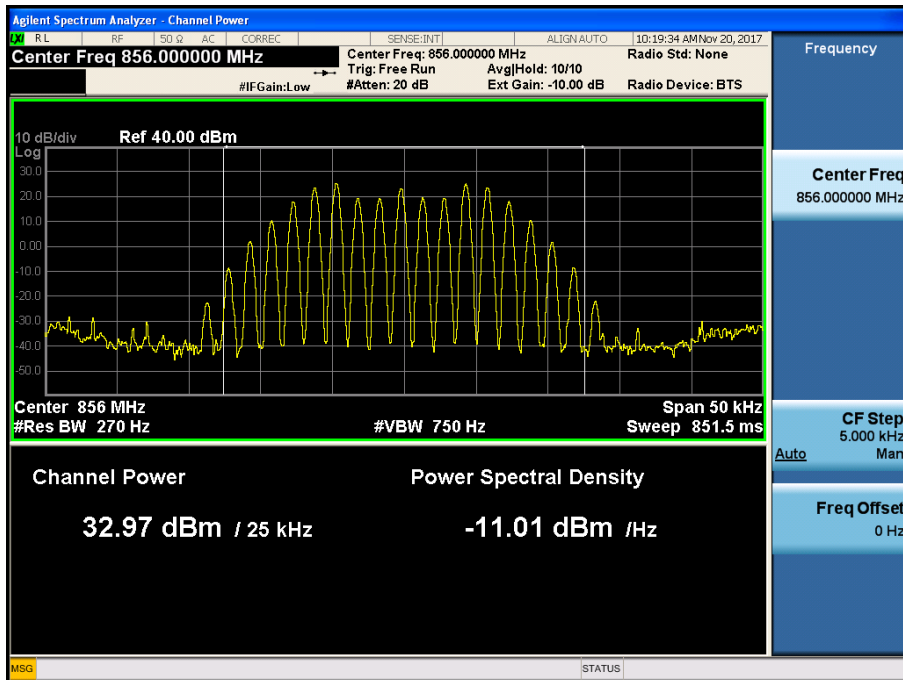 Agilent Spectrum Analyzer - Channel Power
LXI RL RF 50 Ω AC CORREC SENSE:INT ALIGN AUTO 10:19:34 AM Nov 20, 2017
Center Freq 856.000000 MHz
#IFGain:Low
Center Freq: 856.000000 MHz
Trig: Free Run Avg|Hold: 10/10
#Atten: 20 dB Ext Gain: -10.00 dB
Radio Std: None
Radio Device: BTS
10 dB/div Ref 40.00 dBm
Log
30.0
20.0
10.0
0.00
-10.0
-20.0
-30.0
-40.0
-50.0
Center 856 MHz Span 50 kHz
#Res BW 270 Hz #VBW 750 Hz Sweep 851.5 ms
Channel Power Power Spectral Density
32.97 dBm / 25 kHz -11.01 dBm /Hz
Frequency
Center Freq
856.000000 MHz
CF Step
5.000 kHz
Auto Man
Freq Offset
0 Hz
MSG STATUS